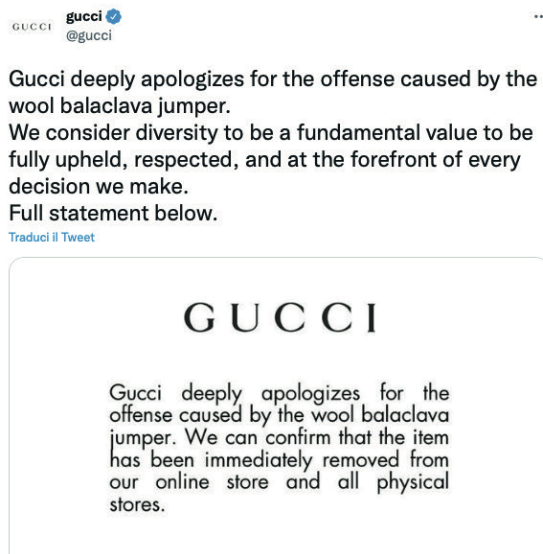 GUCCI
gucci
@gucci
Gucci deeply apologizes for the offense caused by the
wool balaclava jumper.
We consider diversity to be a fundamental value to be
fully upheld, respected, and at the forefront of every
decision we make.
Full statement below.
Traduci il Tweet
GUCCI
Gucci deeply apologizes for the
offense caused by the wool balaclava
jumper. We can confirm that the item
has been immediately removed from
our online store and all physical
stores.